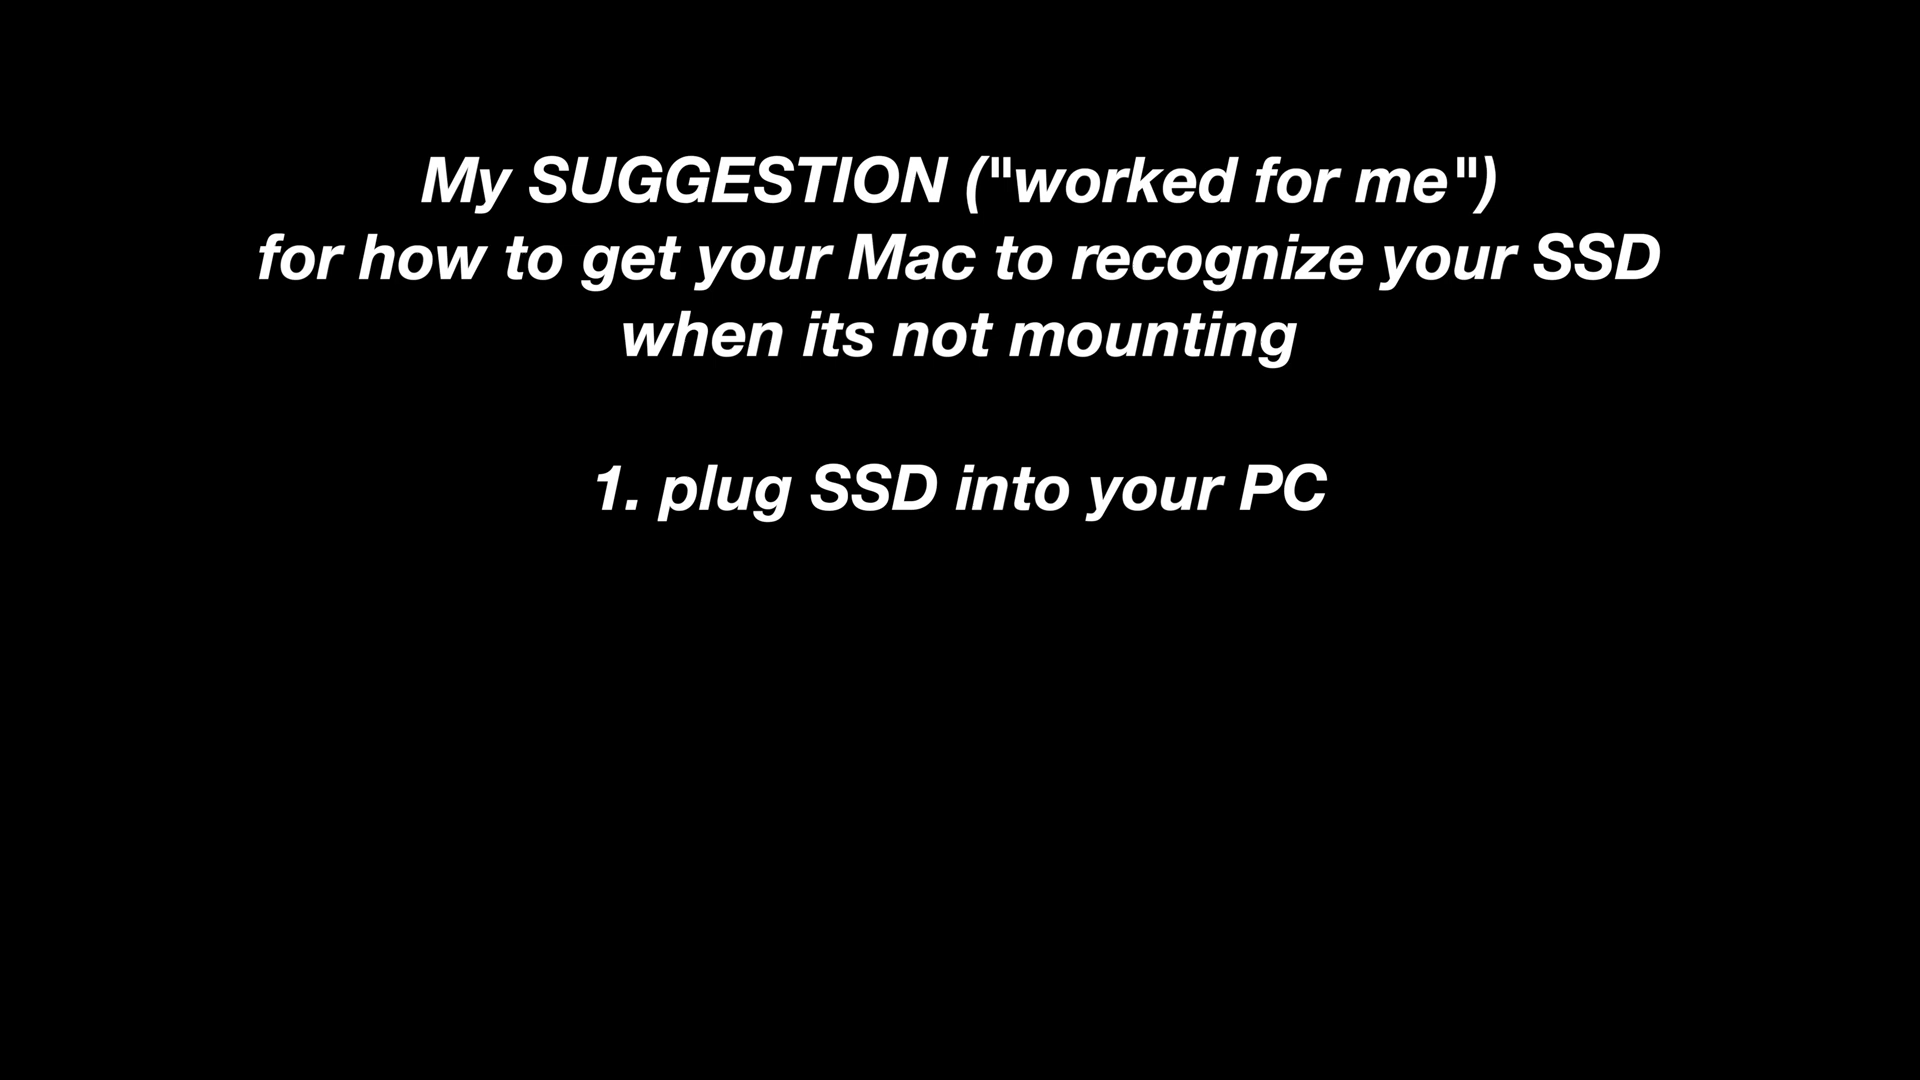 My SUGGESTION ("worked for me")
for how to get your Mac to recognize your SSD
when its not mounting
1. plug SSD into your PC